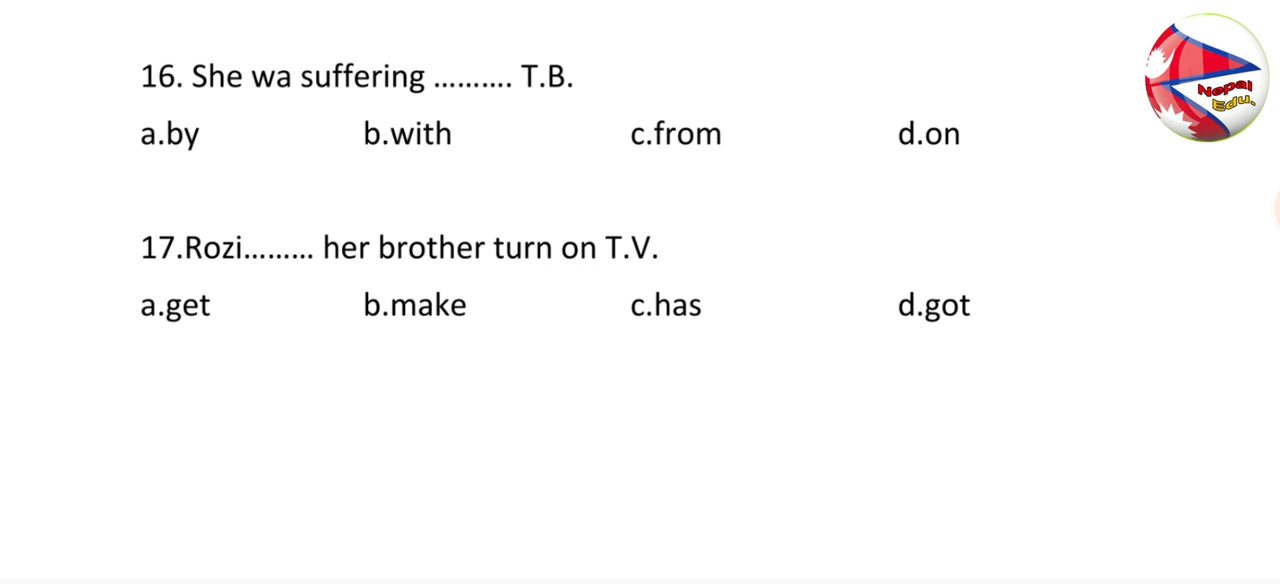 16. She wa suffering .......... T.B.
a.by b.with c.from d.on
17.Rozi......... her brother turn on T.V.
a.get b.make c.has d.got
Nepal
Edu.